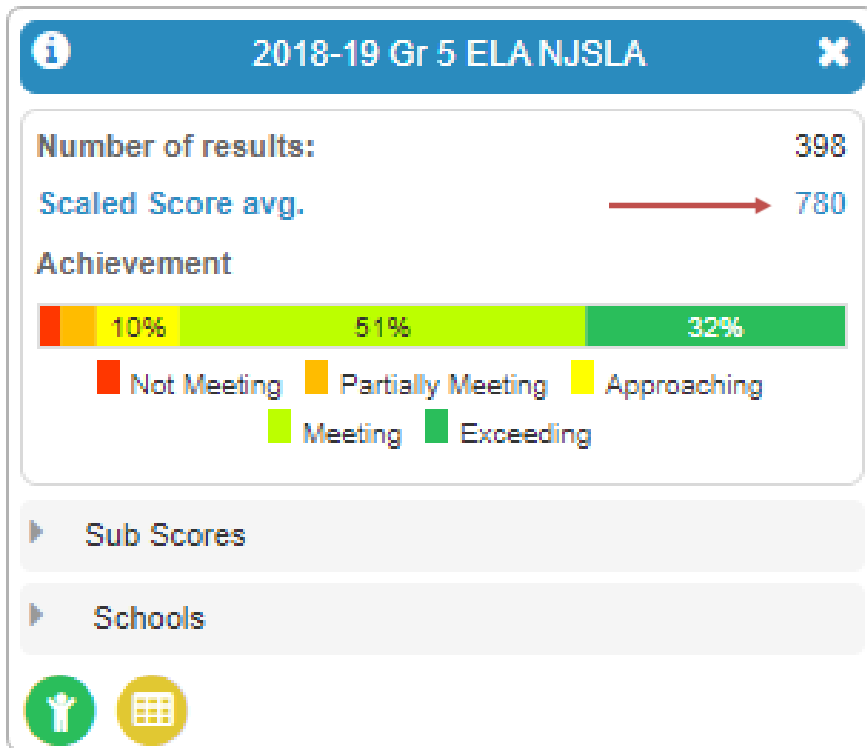 2018-19 Gr 5 ELA NJSLA
Number of results: 398
Scaled Score avg. 780
Achievement
10% 51% 32%
Not Meeting Partially Meeting Approaching
Meeting Exceeding
Sub Scores
Schools